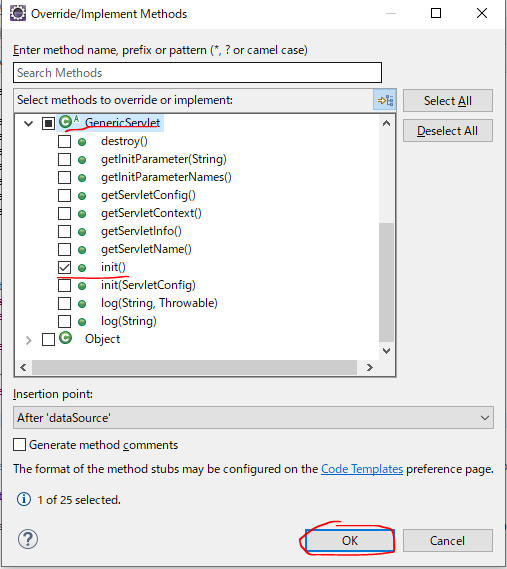 Override/Implement Methods
Enter method name, prefix or pattern (*, ? or camel case)
Search Methods
Select methods to override or implement:
Select All
Deselect All
GenericServlet
destroy()
getInitParameter(String)
getInitParameterNames()
getServletConfig()
getServletContext()
getServletInfo()
getServletName()
init()
init(ServletConfig)
log(String, Throwable)
log(String)
Object
Insertion point:
After 'dataSource'
Generate method comments
The format of the method stubs may be configured on the Code Templates preference page.
1 of 25 selected.
OK
Cancel